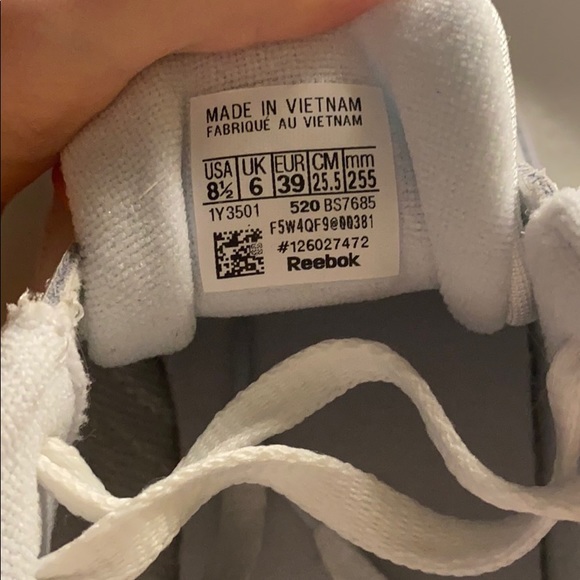 MADE IN VIETNAM
FABRIQUÉ AU VIETNAM
USA UK EUR CM mm
8½ 6 39 25.5 255
1Y3501 520 BS7685
F5W4QF9@00381
#126027472
Reebok